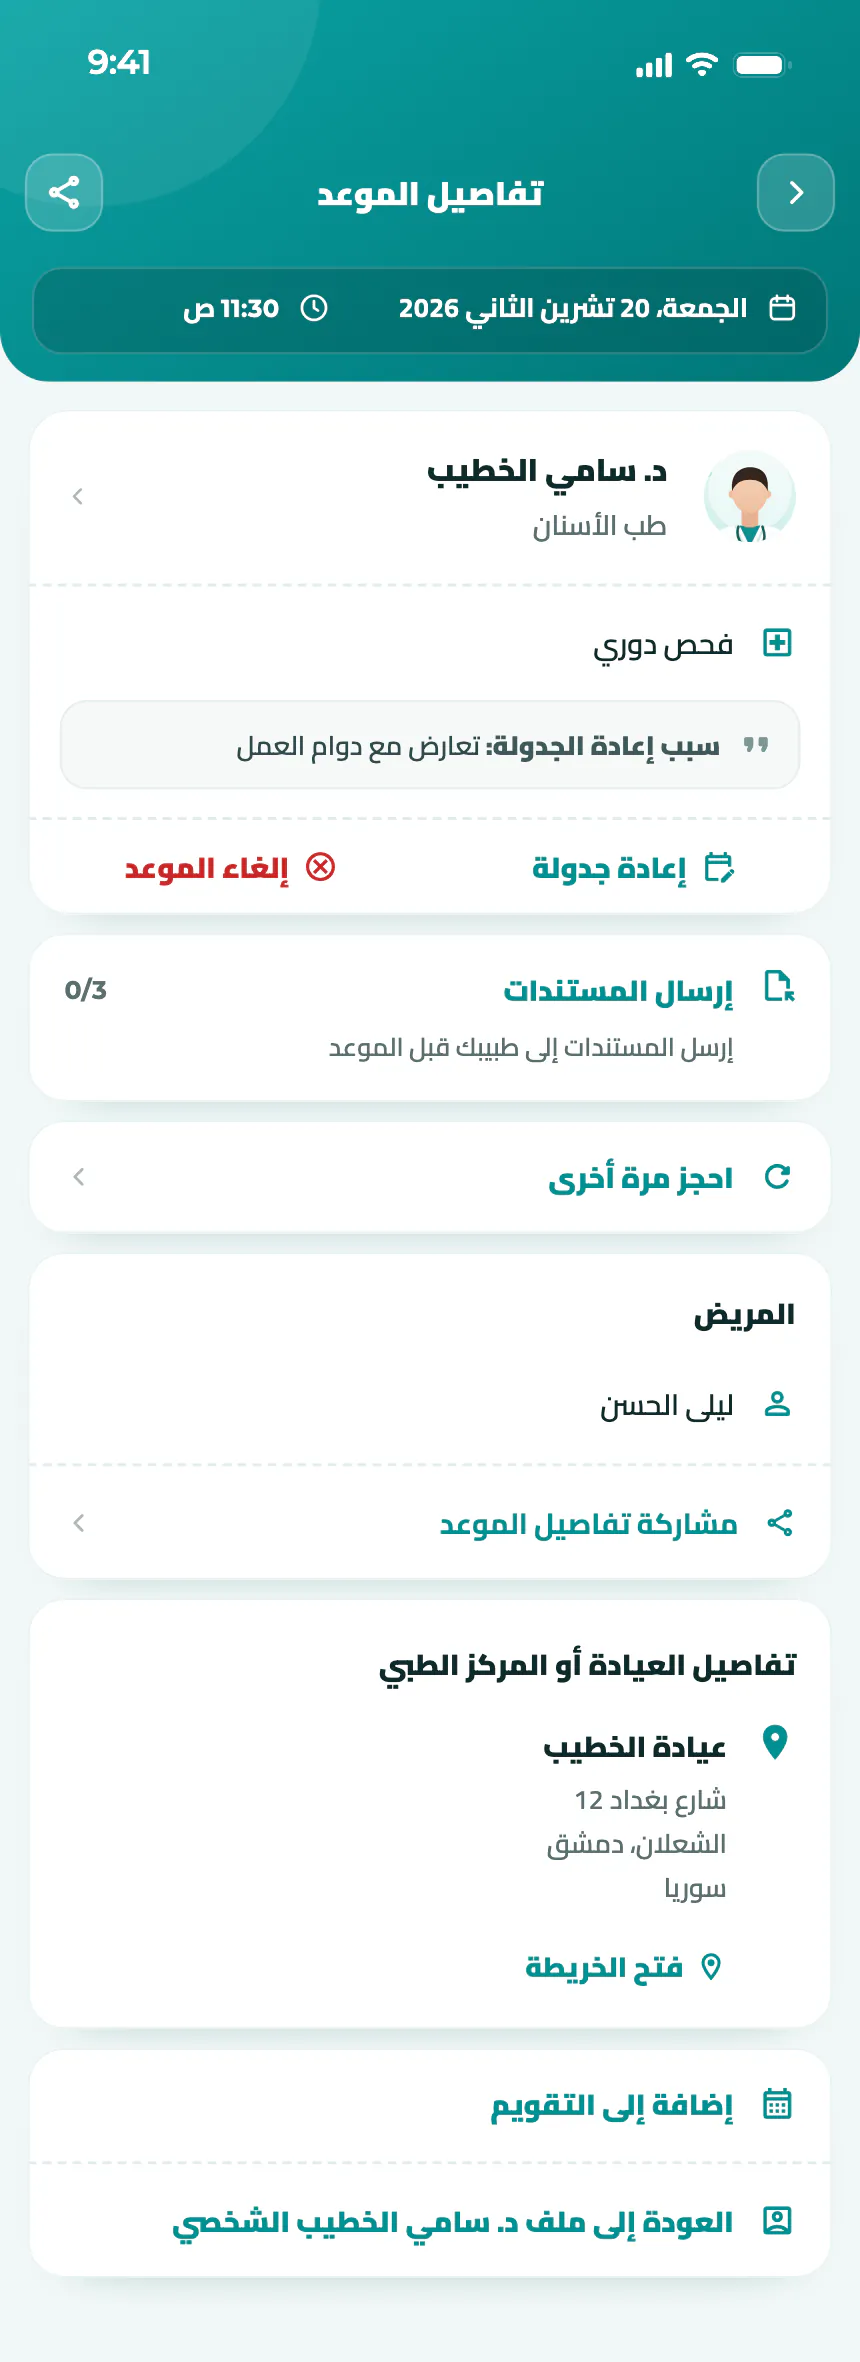 9:41
تفاصيل الموعد
الجمعة، 20 تشرين الثاني 2026
11:30 ص
د. سامي الخطيب
طب الأسنان
فحص دوري
سبب إعادة الجدولة: تعارض مع دوام العمل
إعادة جدولة
إلغاء الموعد
إرسال المستندات
0/3
إرسل المستندات إلى طبيبك قبل الموعد
احجز مرة أخرى
المريض
ليلى الحسن
مشاركة تفاصيل الموعد
تفاصيل العيادة أو المركز الطبي
عيادة الخطيب
شارع بغداد 12
الشعلان، دمشق
سوريا
فتح الخريطة
إضافة إلى التقويم
العودة إلى ملف د. سامي الخطيب الشخصي